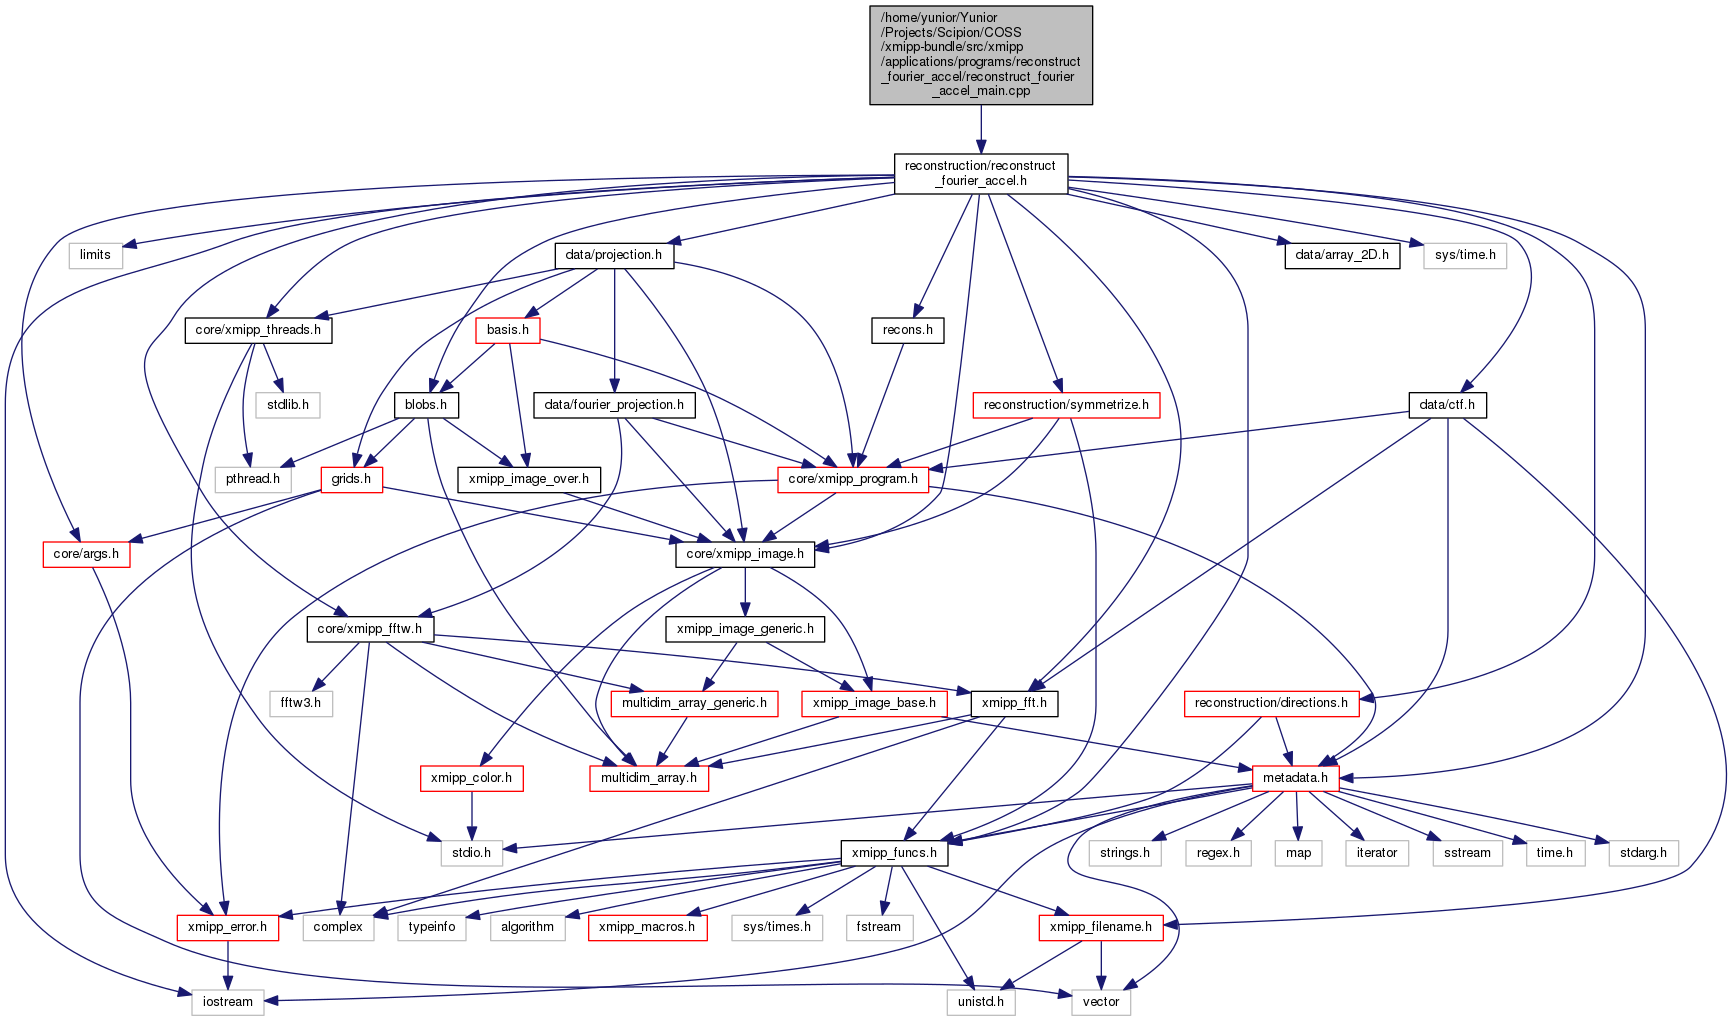 /home/yunior/Yunior
/Projects/Scipion/COSS
/xmipp-bundle/src/xmipp
/applications/programs/reconstruct
_fourier_accel/reconstruct_fourier
_accel_main.cpp
reconstruction/reconstruct
_fourier_accel.h
limits
data/projection.h
data/array_2D.h
sys/time.h
core/xmipp_threads.h
basis.h
recons.h
stdlib.h
blobs.h
data/fourier_projection.h
reconstruction/symmetrize.h
data/ctf.h
pthread.h
grids.h
xmipp_image_over.h
core/xmipp_program.h
core/args.h
core/xmipp_image.h
core/xmipp_fftw.h
xmipp_image_generic.h
fftw3.h
multidim_array_generic.h
xmipp_image_base.h
xmipp_fft.h
reconstruction/directions.h
xmipp_color.h
multidim_array.h
metadata.h
stdio.h
xmipp_funcs.h
strings.h
regex.h
map
iterator
sstream
time.h
stdarg.h
xmipp_error.h
complex
typeinfo
algorithm
xmipp_macros.h
sys/times.h
fstream
xmipp_filename.h
iostream
unistd.h
vector